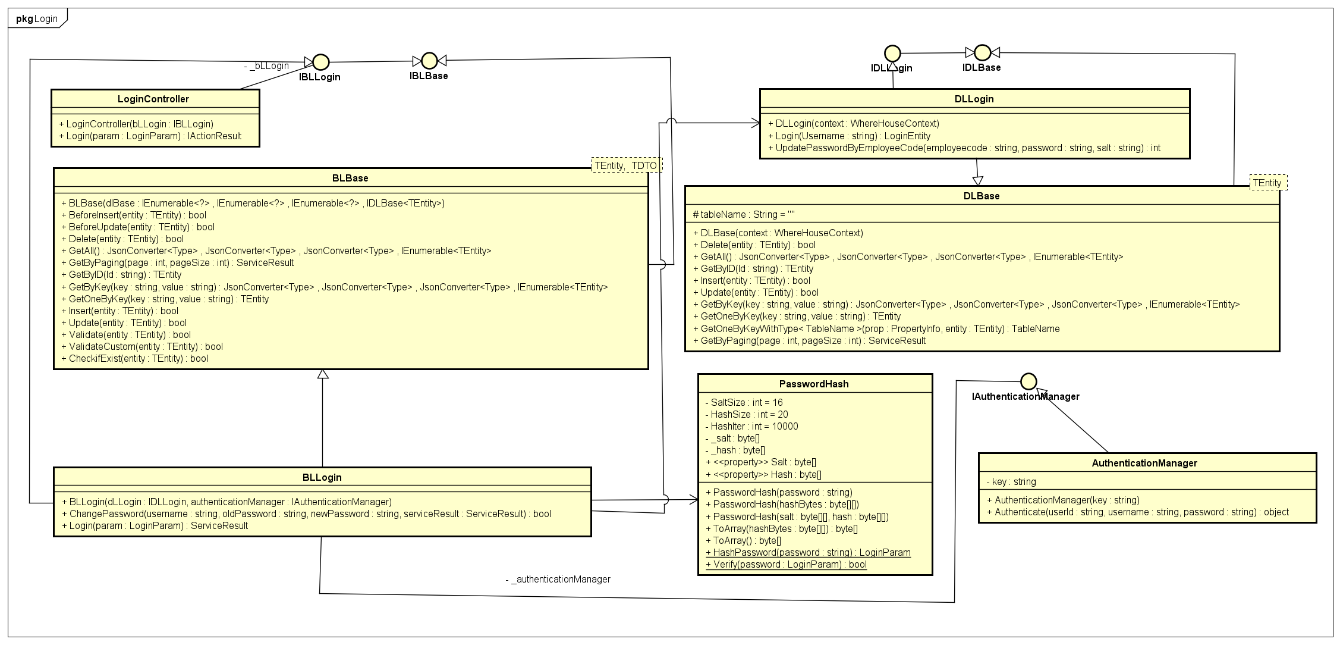 pkg Login
- _bLLogin
IBLLogin
IBLBase
IDLLogin
IDLBase
LoginController
+ LoginController(bLLogin : IBLLogin)
+ Login(param : LoginParam) : IActionResult
DLLogin
+ DLLogin(context : WhereHouseContext)
+ Login(Username : string) : LoginEntity
+ UpdatePasswordByEmployeeCode(employeecode : string, password : string, salt : string) : int
TEntity, TDTO
BLBase
+ BLBase(dlBase : IEnumerable<?> , IEnumerable<?> , IEnumerable<?> , IDLBase<TEntity>)
+ BeforeInsert(entity : TEntity) : bool
+ BeforeUpdate(entity : TEntity) : bool
+ Delete(entity : TEntity) : bool
+ GetAll() : JsonConverter<Type> , JsonConverter<Type> , JsonConverter<Type> , IEnumerable<TEntity>
+ GetByPaging(page : int, pageSize : int) : ServiceResult
+ GetByID(Id : string) : TEntity
+ GetByKey(key : string, value : string) : JsonConverter<Type> , JsonConverter<Type> , JsonConverter<Type> , IEnumerable<TEntity>
+ GetOneByKey(key : string, value : string) : TEntity
+ Insert(entity : TEntity) : bool
+ Update(entity : TEntity) : bool
+ Validate(entity : TEntity) : bool
+ ValidateCustom(entity : TEntity) : bool
+ CheckifExist(entity : TEntity) : bool
TEntity
DLBase
# tableName : String = ""
+ DLBase(context : WhereHouseContext)
+ Delete(entity : TEntity) : bool
+ GetAll() : JsonConverter<Type> , JsonConverter<Type> , JsonConverter<Type> , IEnumerable<TEntity>
+ GetByID(Id : string) : TEntity
+ Insert(entity : TEntity) : bool
+ Update(entity : TEntity) : bool
+ GetByKey(key : string, value : string) : JsonConverter<Type> , JsonConverter<Type> , JsonConverter<Type> , IEnumerable<TEntity>
+ GetOneByKey(key : string, value : string) : TEntity
+ GetOneByKeyWithType< TableName >(prop : PropertyInfo, entity : TEntity) : TableName
+ GetByPaging(page : int, pageSize : int) : ServiceResult
PasswordHash
- SaltSize : int = 16
- HashSize : int = 20
- HashIter : int = 10000
- _salt : byte[]
- _hash : byte[]
+ <<property>> Salt : byte[]
+ <<property>> Hash : byte[]
+ PasswordHash(password : string)
+ PasswordHash(hashBytes : byte[][])
+ PasswordHash(salt : byte[][], hash : byte[][])
+ ToArray(hashBytes : byte[][]) : byte[]
+ ToArray() : byte[]
+ HashPassword(password : string) : LoginParam
+ Verify(password : LoginParam) : bool
IAuthenticationManager
AuthenticationManager
- key : string
+ AuthenticationManager(key : string)
+ Authenticate(userId : string, username : string, password : string) : object
BLLogin
+ BLLogin(dLLogin : IDLLogin, authenticationManager : IAuthenticationManager)
+ ChangePassword(username : string, oldPassword : string, newPassword : string, serviceResult : ServiceResult) : bool
+ Login(param : LoginParam) : ServiceResult
- _authenticationManager